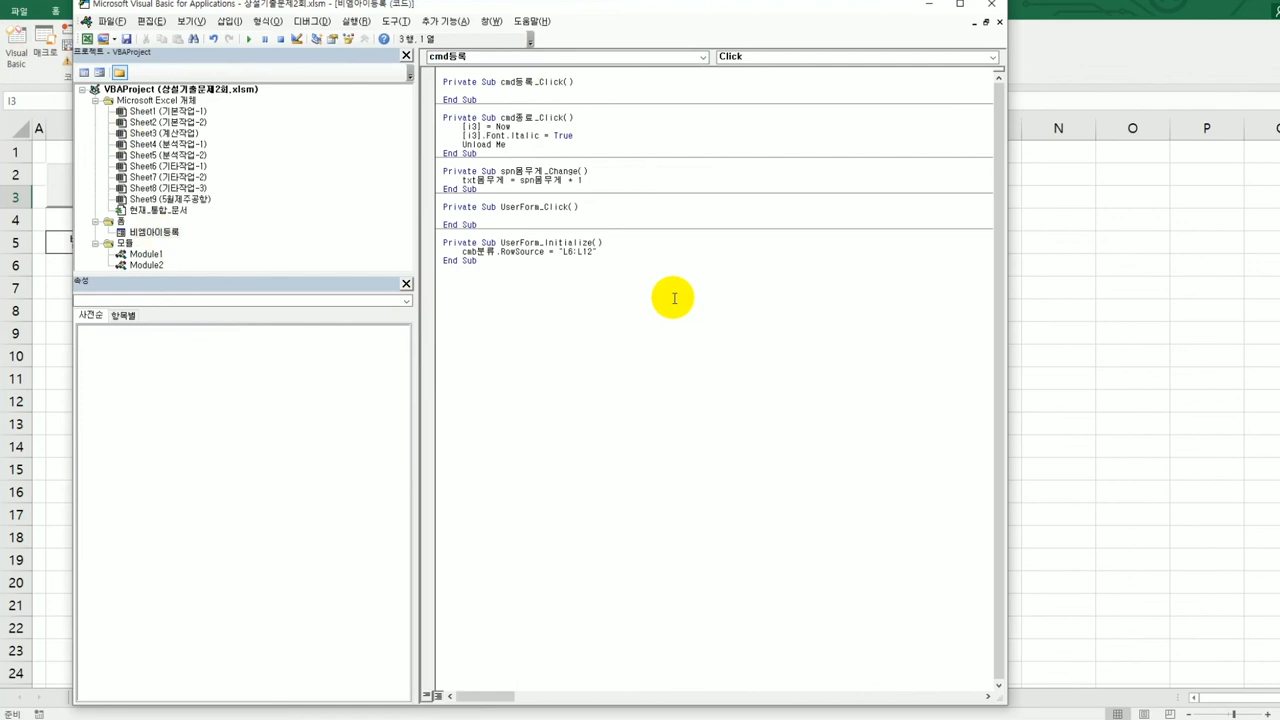 Microsoft Visual Basic for Applications - 상설기출문제2회.xlsm - [비엠아이등록 (코드)]
파일 홈
파일(F) 편집(E) 보기(V) 삽입(I) 형식(O) 디버그(D) 실행(R) 도구(T) 추가 기능(A) 창(W) 도움말(H)
Visual Basic
매크로
3 행, 1 열
프로젝트 - VBAProject
cmd등록 Click
VBAProject (상설기출문제2회.xlsm)
Microsoft Excel 개체
Sheet1 (기본작업-1)
Sheet2 (기본작업-2)
Sheet3 (계산작업)
Sheet4 (분석작업-1)
Sheet5 (분석작업-2)
Sheet6 (기타작업-1)
Sheet7 (기타작업-2)
Sheet8 (기타작업-3)
Sheet9 (5월제주공항)
현재_통합_문서
폼
비엠아이등록
모듈
Module1
Module2
속성
사전순 항목별
Private Sub cmd등록_Click()
End Sub
Private Sub cmd종료_Click()
[i3] = Now
[i3].Font.Italic = True
Unload Me
End Sub
Private Sub spn몸무게_Change()
txt몸무게 = spn몸무게 * 1
End Sub
Private Sub UserForm_Click()
End Sub
Private Sub UserForm_Initialize()
cmb분류.RowSource = "L6:L12"
End Sub
I3
A N O P
1
2
3
4
5
6
7
8
9
10
11
12
13
14
15
16
17
18
19
20
21
22
23
24
준비